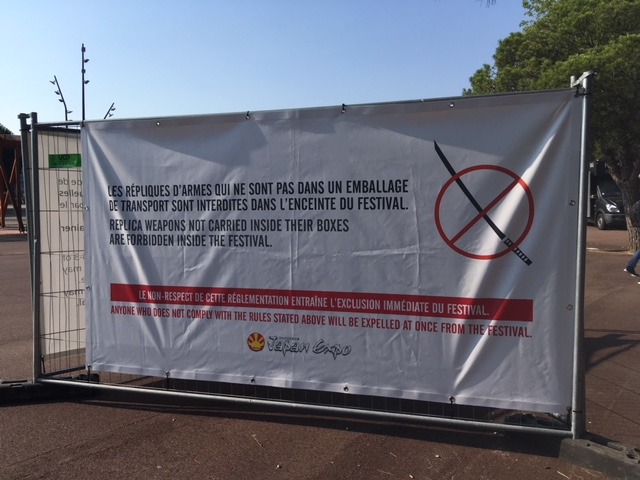 LES RÉPLIQUES D'ARMES QUI NE SONT PAS DANS UN EMBALLAGE
DE TRANSPORT SONT INTERDITES DANS L'ENCEINTE DU FESTIVAL.
REPLICA WEAPONS NOT CARRIED INSIDE THEIR BOXES
ARE FORBIDDEN INSIDE THE FESTIVAL.
LE NON-RESPECT DE CETTE RÉGLEMENTATION ENTRAÎNE L'EXCLUSION IMMÉDIATE DU FESTIVAL.
ANYONE WHO DOES NOT COMPLY WITH THE RULES STATED ABOVE WILL BE EXPELLED AT ONCE FROM THE FESTIVAL.
Japan Expo